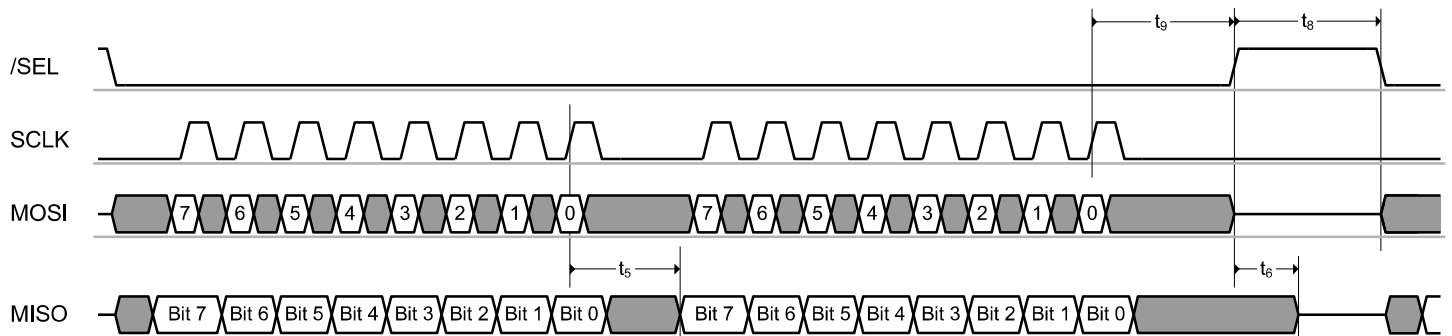 t9 t8
/SEL
SCLK
MOSI 7 6 5 4 3 2 1 0 7 6 5 4 3 2 1 0
t5 t6
MISO Bit 7 Bit 6 Bit 5 Bit 4 Bit 3 Bit 2 Bit 1 Bit 0 Bit 7 Bit 6 Bit 5 Bit 4 Bit 3 Bit 2 Bit 1 Bit 0